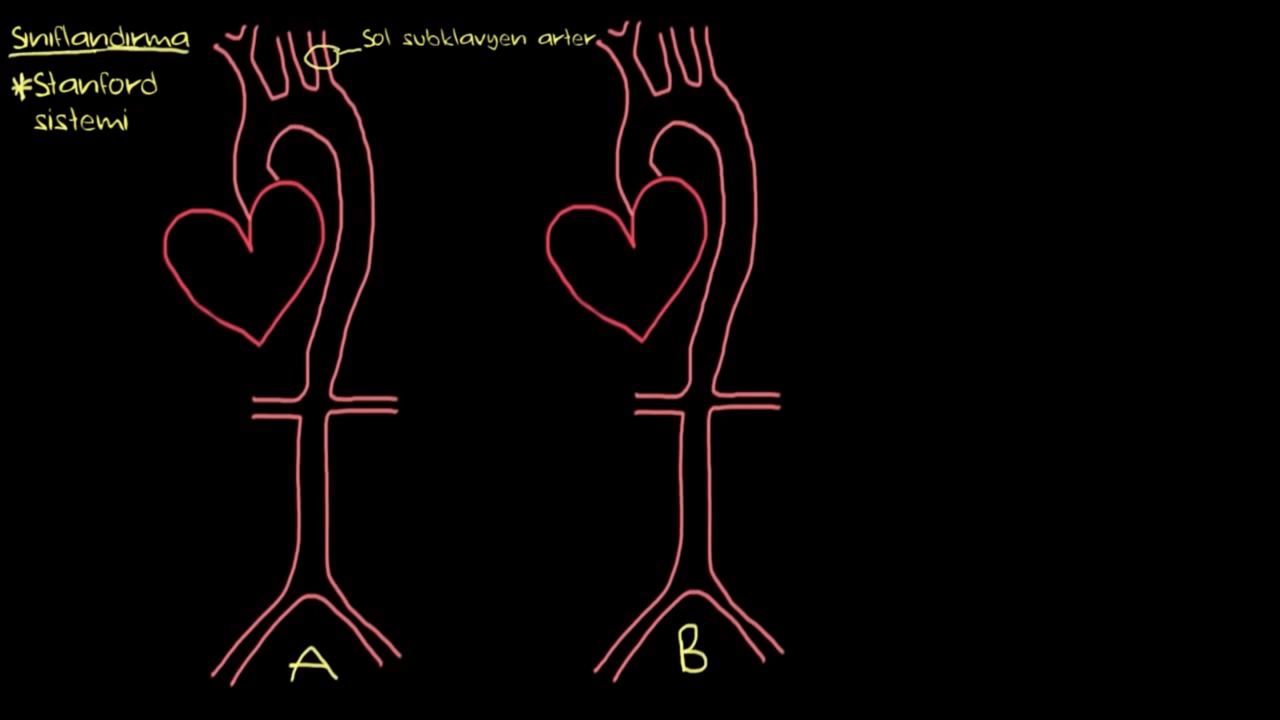 Sınıflandırma
*Stanford
sistemi
Sol subklavyen arter
A
B